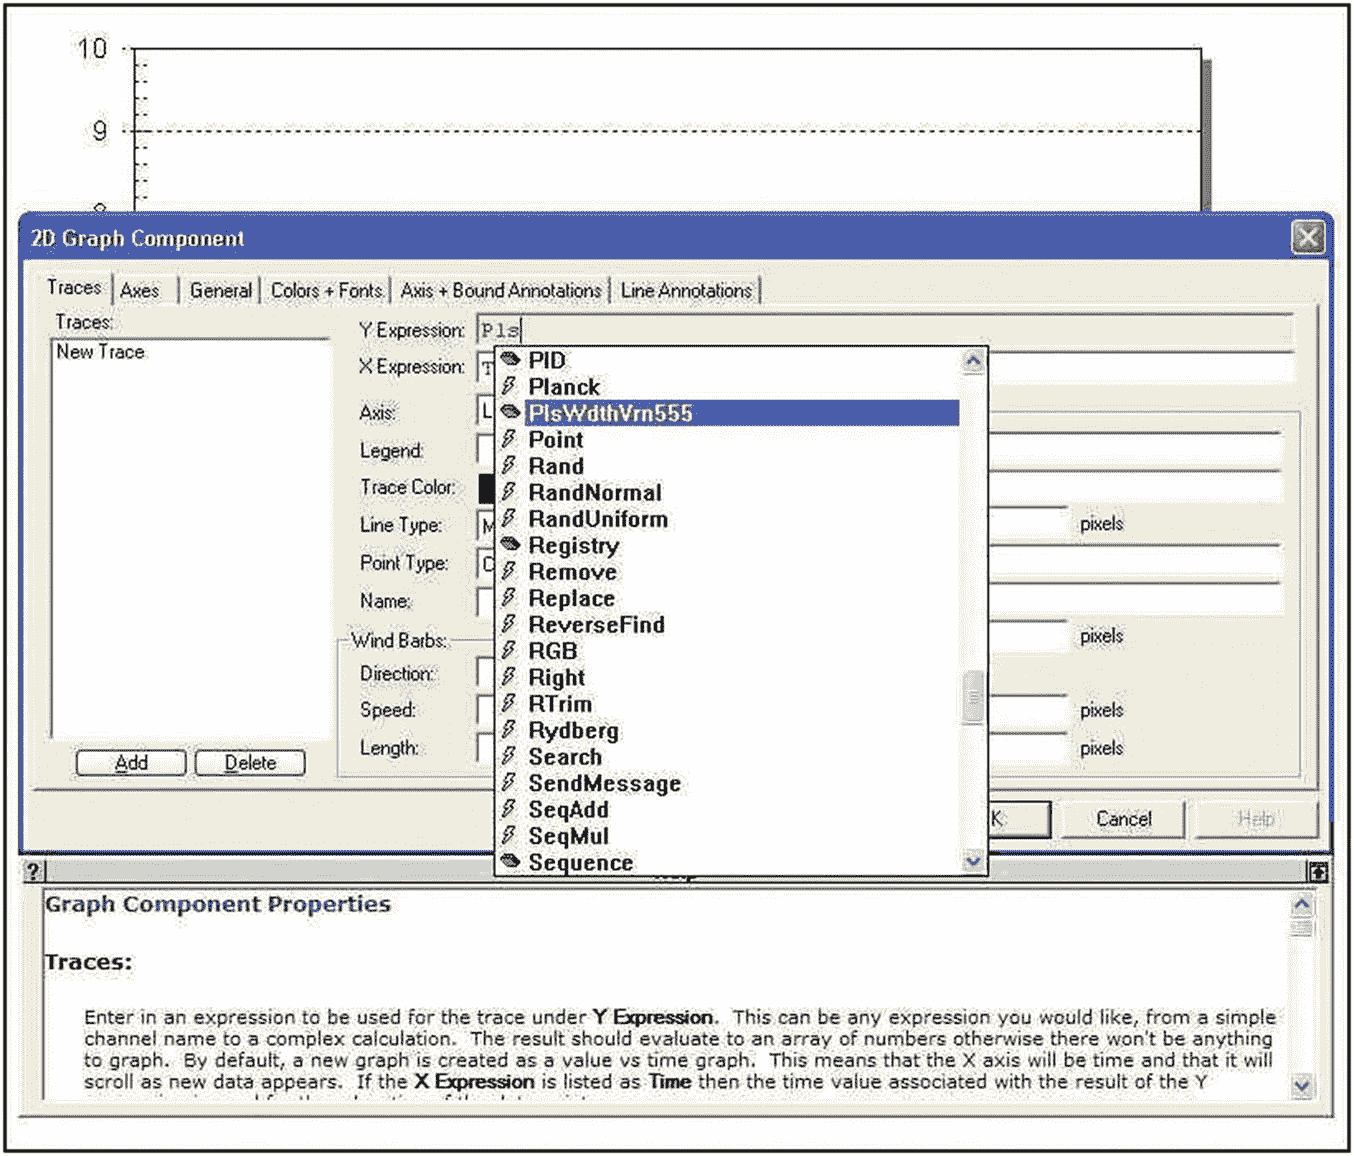 10
9
8
2D Graph Component
Traces Axes General Colors + Fonts Axis + Bound Annotations Line Annotations
Traces:
New Trace
Y Expression: Pls
X Expression: T
Axis: L
Legend:
Trace Color:
Line Type: M pixels
Point Type: C
Name:
pixels
Wind Barbs:
Direction:
Speed: pixels
Length: pixels
PID
Planck
PlsWdthVrn555
Point
Rand
RandNormal
RandUniform
Registry
Remove
Replace
ReverseFind
RGB
Right
RTrim
Rydberg
Search
SendMessage
SeqAdd
SeqMul
Sequence
Add Delete
K Cancel Help
?
Graph Component Properties
Traces:
Enter in an expression to be used for the trace under Y Expression. This can be any expression you would like, from a simple
channel name to a complex calculation. The result should evaluate to an array of numbers otherwise there won't be anything
to graph. By default, a new graph is created as a value vs time graph. This means that the X axis will be time and that it will
scroll as new data appears. If the X Expression is listed as Time then the time value associated with the result of the Y